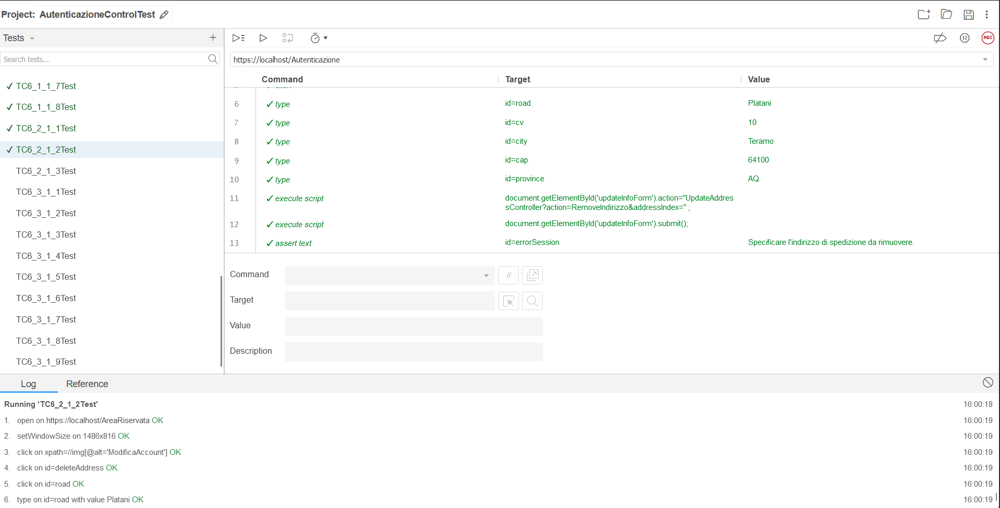 Project: AutenticazioneControlTest
Tests
Search tests...
TC6_1_1_7Test
TC6_1_1_8Test
TC6_2_1_1Test
TC6_2_1_2Test
TC6_2_1_3Test
TC6_3_1_1Test
TC6_3_1_2Test
TC6_3_1_3Test
TC6_3_1_4Test
TC6_3_1_5Test
TC6_3_1_6Test
TC6_3_1_7Test
TC6_3_1_8Test
TC6_3_1_9Test
REC
https://localhost/Autenticazione
Command Target Value
6 ✓ type id=road Platani
7 ✓ type id=cv 10
8 ✓ type id=city Teramo
9 ✓ type id=cap 64100
10 ✓ type id=province AQ
11 ✓ execute script document.getElementById('updateInfoForm').action="UpdateAddre
ssController?action=RemoveIndirizzo&addressIndex=" ;
12 ✓ execute script document.getElementById('updateInfoForm').submit();
13 ✓ assert text id=errorSession Specificare l'indirizzo di spedizione da rimuovere.
Command //
Target
Value
Description
Log Reference
Running 'TC6_2_1_2Test' 16:00:18
1. open on https://localhost/AreaRiservata OK 16:00:19
2. setWindowSize on 1486x816 OK 16:00:19
3. click on xpath=//img[@alt='ModificaAccount'] OK 16:00:19
4. click on id=deleteAddress OK 16:00:19
5. click on id=road OK 16:00:19
6. type on id=road with value Platani OK 16:00:19